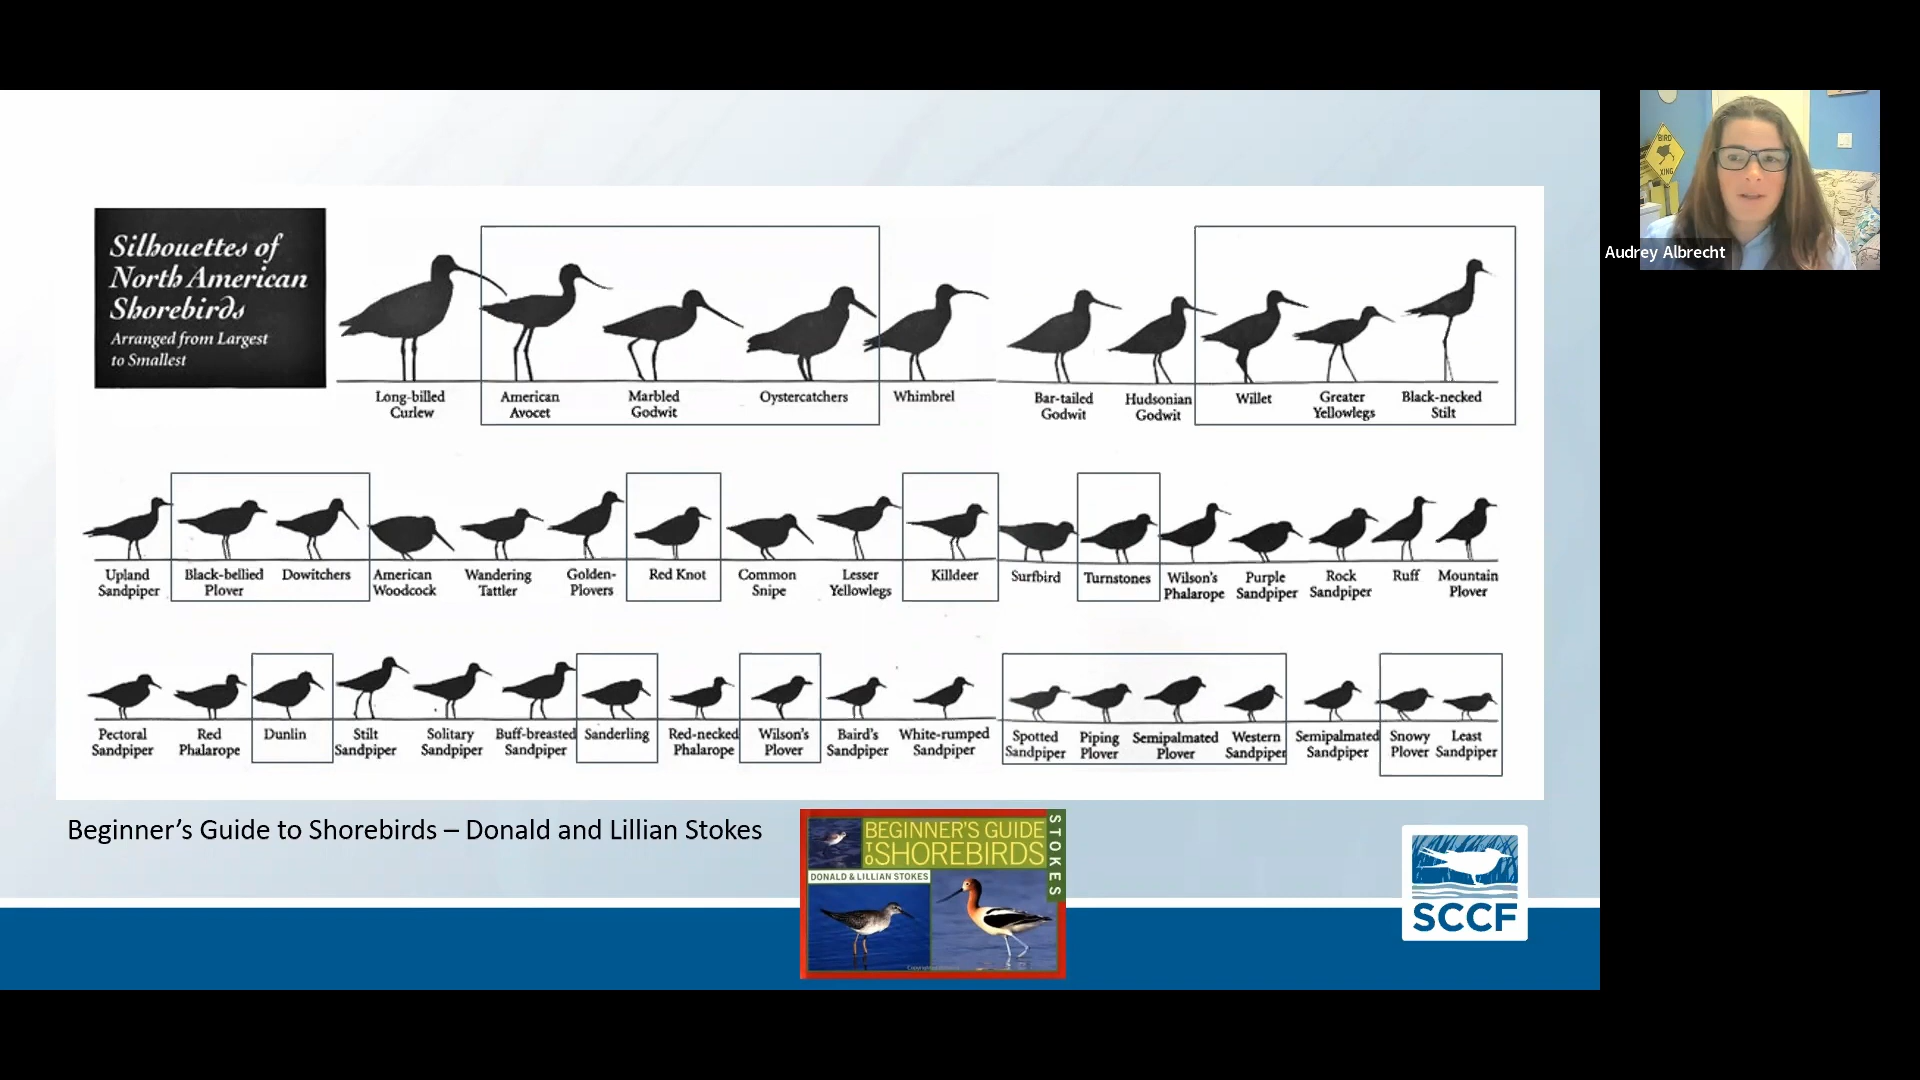 Silhouettes of
North American
Shorebirds
Arranged from Largest
to Smallest
Long-billed
Curlew
American
Avocet
Marbled
Godwit
Oystercatchers
Whimbrel
Bar-tailed
Godwit
Hudsonian
Godwit
Willet
Greater
Yellowlegs
Black-necked
Stilt
Upland
Sandpiper
Black-bellied
Plover
Dowitchers
American
Woodcock
Wandering
Tattler
Golden-
Plovers
Red Knot
Common
Snipe
Lesser
Yellowlegs
Killdeer
Surfbird
Turnstones
Wilson's
Phalarope
Purple
Sandpiper
Rock
Sandpiper
Ruff
Mountain
Plover
Pectoral
Sandpiper
Red
Phalarope
Dunlin
Stilt
Sandpiper
Solitary
Sandpiper
Buff-breasted
Sandpiper
Sanderling
Red-necked
Phalarope
Wilson's
Plover
Baird's
Sandpiper
White-rumped
Sandpiper
Spotted
Sandpiper
Piping
Plover
Semipalmated
Plover
Western
Sandpiper
Semipalmated
Sandpiper
Snowy
Plover
Least
Sandpiper
Beginner’s Guide to Shorebirds – Donald and Lillian Stokes
BEGINNER'S GUIDE
TO SHOREBIRDS
STOKES
DONALD & LILLIAN STOKES
SCCF
BIRD
XING
Audrey Albrecht